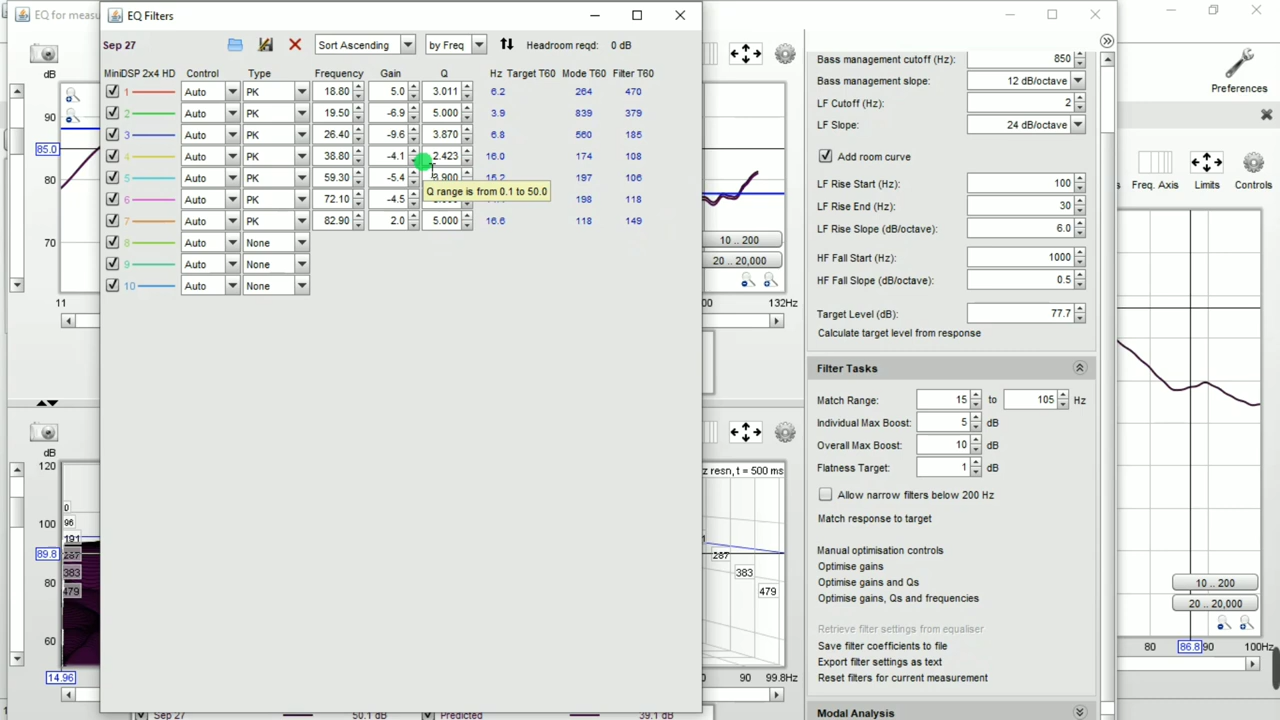 EQ for measu
EQ Filters
Sep 27
Sort Ascending
by Freq
Headroom reqd: 0 dB
MiniDSP 2x4 HD Control Type Frequency Gain Q Hz Target T60 Mode T60 Filter T60
1 Auto PK 18.80 5.0 3.011 6.2 264 470
2 Auto PK 19.50 -6.9 5.000 3.9 839 379
3 Auto PK 26.40 -9.6 3.870 6.8 560 185
4 Auto PK 38.80 -4.1 2.423 16.0 174 108
5 Auto PK 59.30 -5.4 3.900 15.2 197 106
Q range is from 0.1 to 50.0
6 Auto PK 72.10 -4.5 198 118
7 Auto PK 82.90 2.0 5.000 16.6 118 149
8 Auto None
9 Auto None
10 Auto None
dB
90
85.0
80
70
11
10 .. 200
20 .. 20,000
00
132Hz
dB
120
100
89.8
80
60
14.96
0
96
191
287
383
479
z resn, t = 500 ms
287
383
479
90 99.8Hz
Sep 27 50.1 dB Predicted 39.1 dB
Bass management cutoff (Hz): 850
Bass management slope: 12 dB/octave
LF Cutoff (Hz): 2
LF Slope: 24 dB/octave
Add room curve
LF Rise Start (Hz): 100
LF Rise End (Hz): 30
LF Rise Slope (dB/octave) 6.0
HF Fall Start (Hz): 1000
HF Fall Slope (dB/octave): 0.5
Target Level (dB): 77.7
Calculate target level from response
Filter Tasks
Match Range: 15 to 105 Hz
Individual Max Boost: 5 dB
Overall Max Boost: 10 dB
Flatness Target: 1 dB
Allow narrow filters below 200 Hz
Match response to target
Manual optimisation controls
Optimise gains
Optimise gains and Qs
Optimise gains, Qs and frequencies
Retrieve filter settings from equaliser
Save filter coefficients to file
Export filter settings as text
Reset filters for current measurement
Modal Analysis
Preferences
Freq. Axis Limits Controls
10 .. 200
20 .. 20,000
80 86.8 90 100Hz